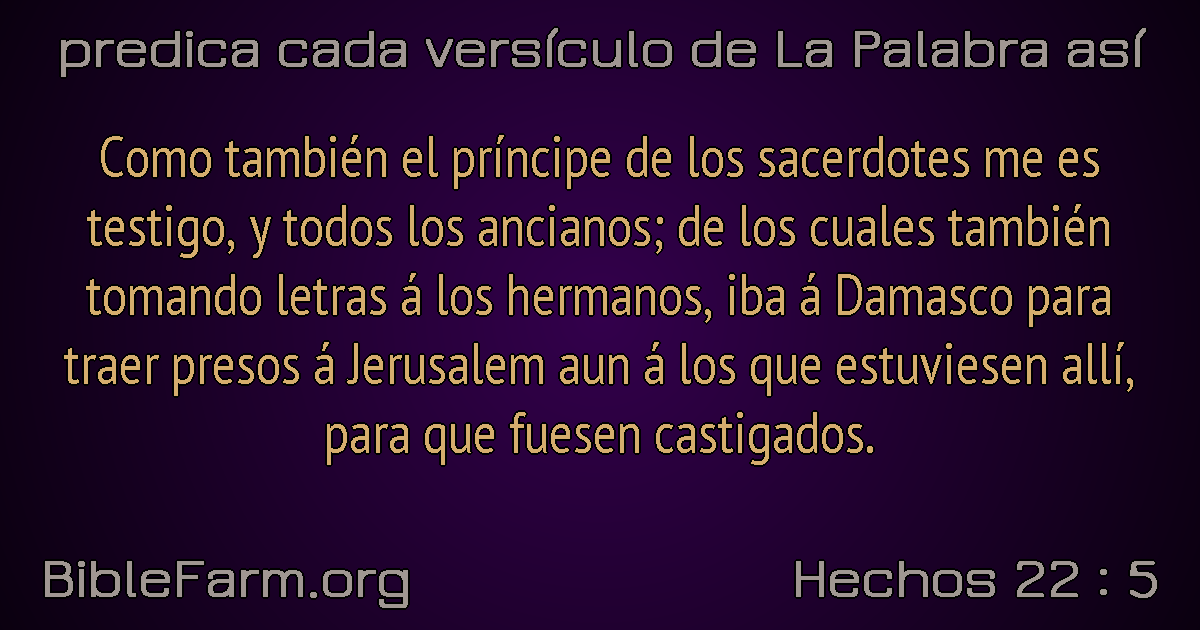 predica cada versículo de La Palabra así
Como también el príncipe de los sacerdotes me es
testigo, y todos los ancianos; de los cuales también
tomando letras á los hermanos, iba á Damasco para
traer presos á Jerusalem aun á los que estuviesen allí,
para que fuesen castigados.
BibleFarm.org
Hechos 22 : 5